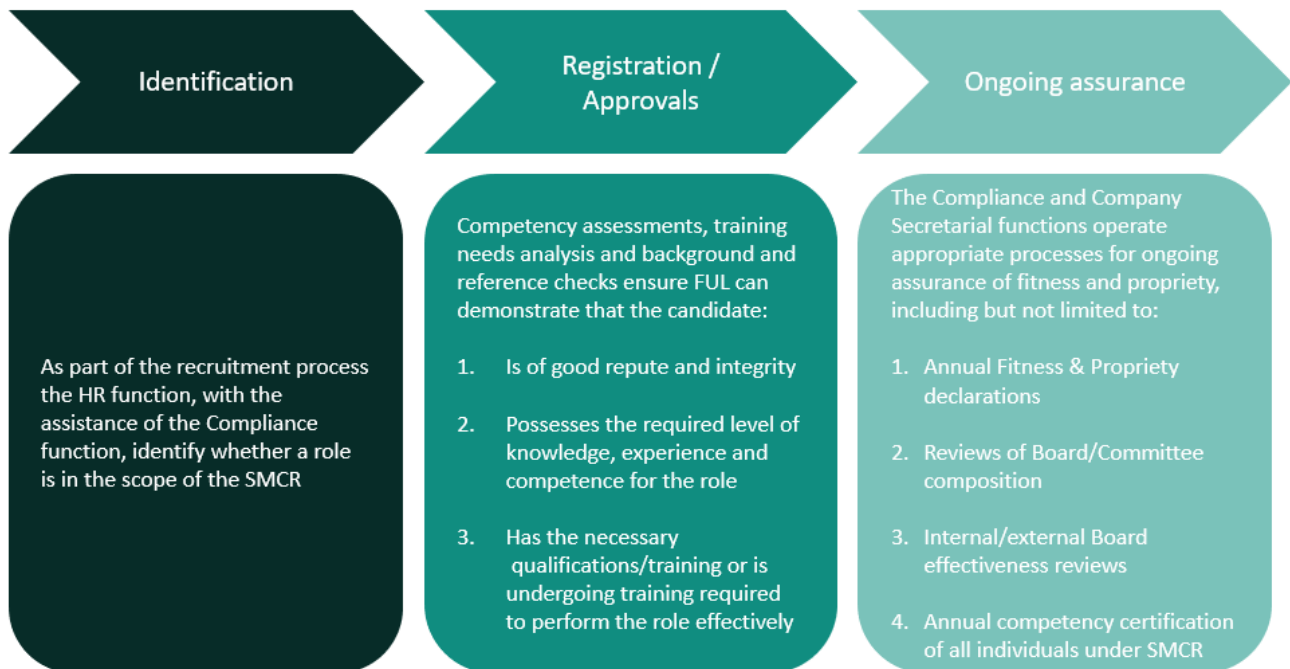 Identification
As part of the recruitment process
the HR function, with the
assistance of the Compliance
function, identify whether a role
is in the scope of the SMCR
Registration /
Approvals
Competency assessments, training
needs analysis and background and
reference checks ensure FUL can
demonstrate that the candidate:
1. Is of good repute and integrity
2. Possesses the required level of
knowledge, experience and
competence for the role
3. Has the necessary
qualifications/training or is
undergoing training required
to perform the role effectively
Ongoing assurance
The Compliance and Company
Secretarial functions operate
appropriate processes for ongoing
assurance of fitness and propriety,
including but not limited to:
1. Annual Fitness & Propriety
declarations
2. Reviews of Board/Committee
composition
3. Internal/external Board
effectiveness reviews
4. Annual competency certification
of all individuals under SMCR